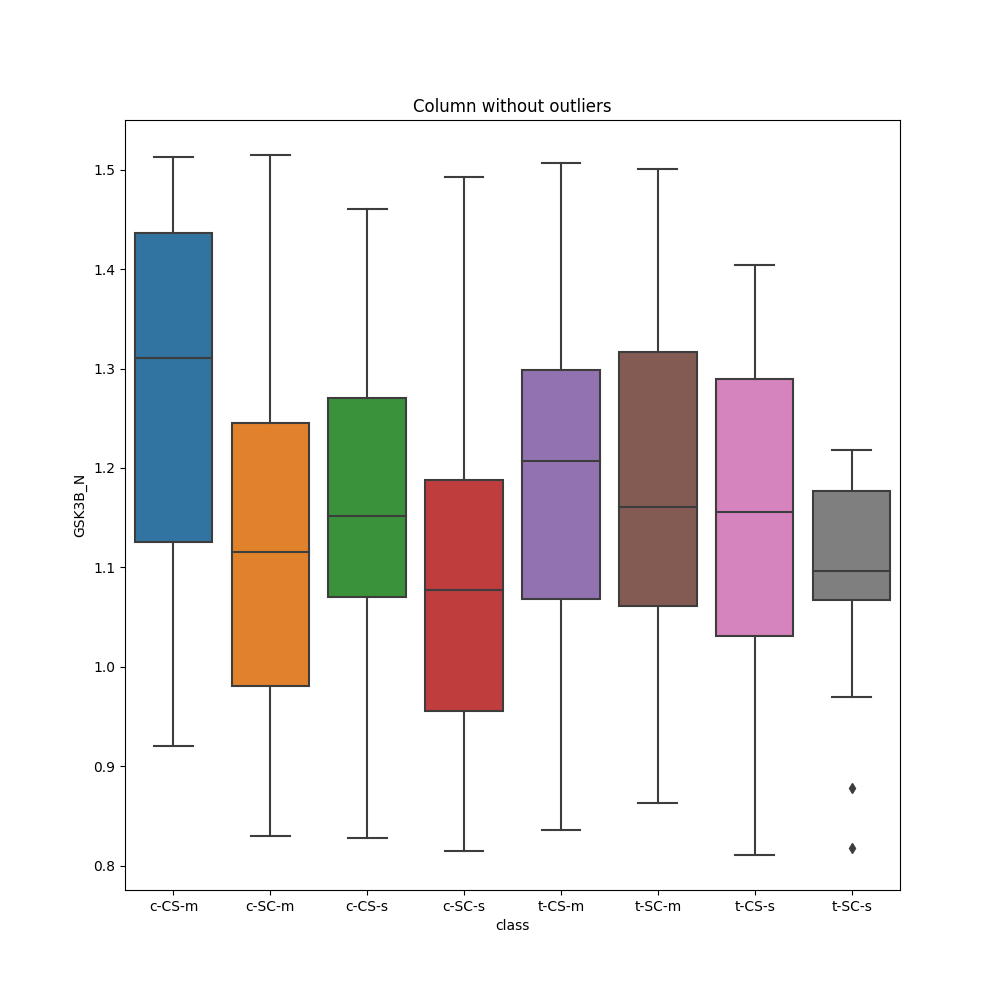 Column without outliers
GSK3B_N
1.5
1.4
1.3
1.2
1.1
1.0
0.9
0.8
c-CS-m c-SC-m c-CS-s c-SC-s t-CS-m t-SC-m t-CS-s t-SC-s
class